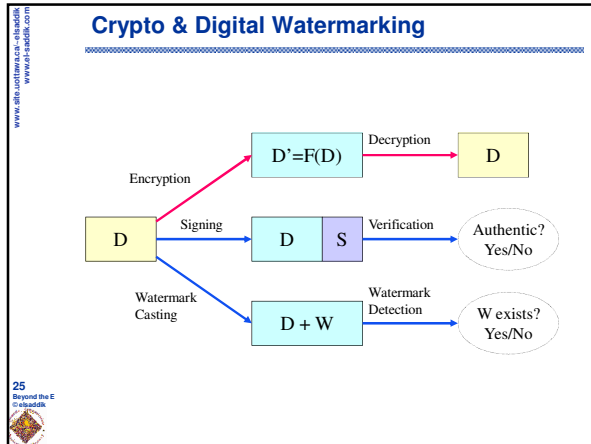 Crypto & Digital Watermarking
www.site.uottawa.ca/~elsaddik
www.el-saddik.com
D’=F(D)
Decryption
D
Encryption
Signing
D
D
S
Verification
Authentic?
Yes/No
Watermark
Casting
D + W
Watermark
Detection
W exists?
Yes/No
25
Beyond the E
© elsaddik